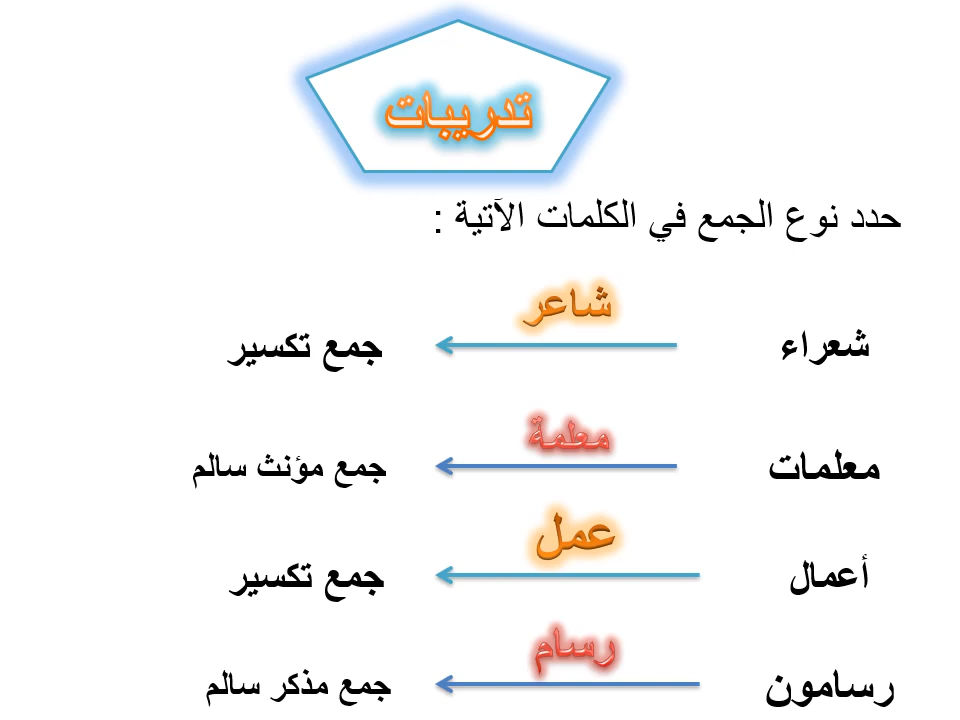 تدريبات
حدد نوع الجمع في الكلمات الآتية :
شعراء شاعر جمع تكسير
معلمات معلمة جمع مؤنث سالم
أعمال عمل جمع تكسير
رسامون رسام جمع مذكر سالم